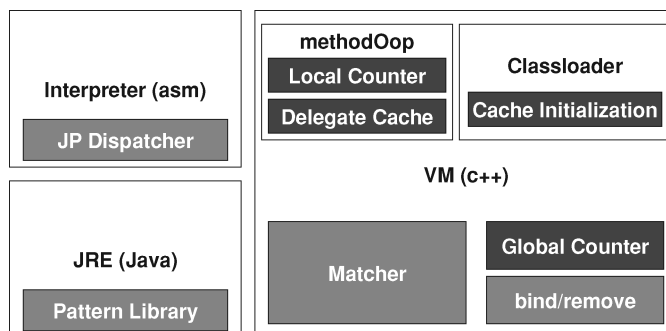 Interpreter (asm)
JP Dispatcher
JRE (Java)
Pattern Library
methodOop
Local Counter
Delegate Cache
Classloader
Cache Initialization
VM (c++)
Matcher
Global Counter
bind/remove